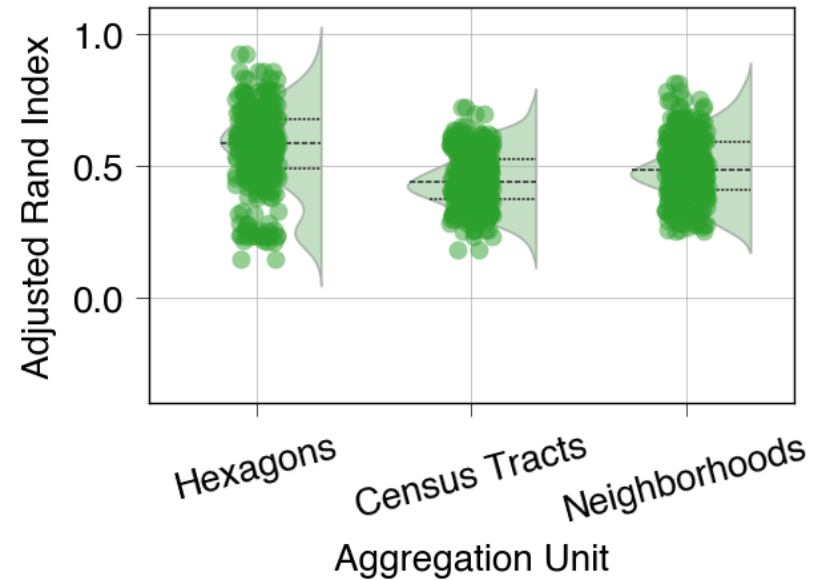 Adjusted Rand Index
1.0
0.5
0.0
Hexagons
Census Tracts
Neighborhoods
Aggregation Unit